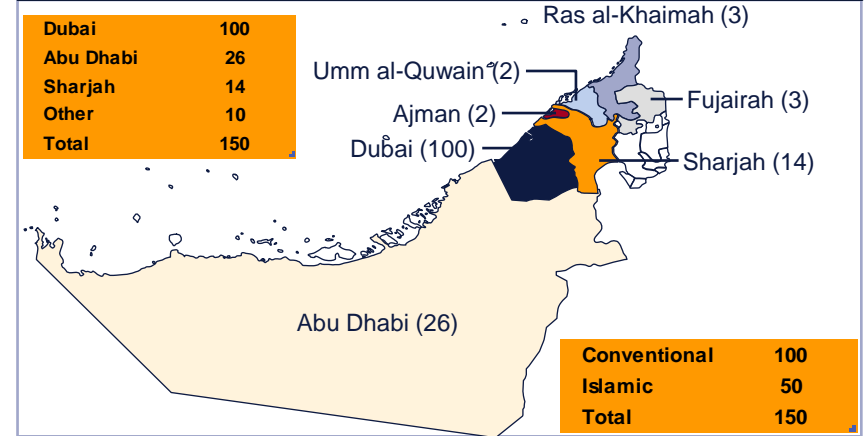 Dubai 100
Abu Dhabi 26
Sharjah 14
Other 10
Total 150
Ras al-Khaimah (3)
Umm al-Quwain (2)
Ajman (2)
Dubai (100)
Fujairah (3)
Sharjah (14)
Abu Dhabi (26)
Conventional 100
Islamic 50
Total 150